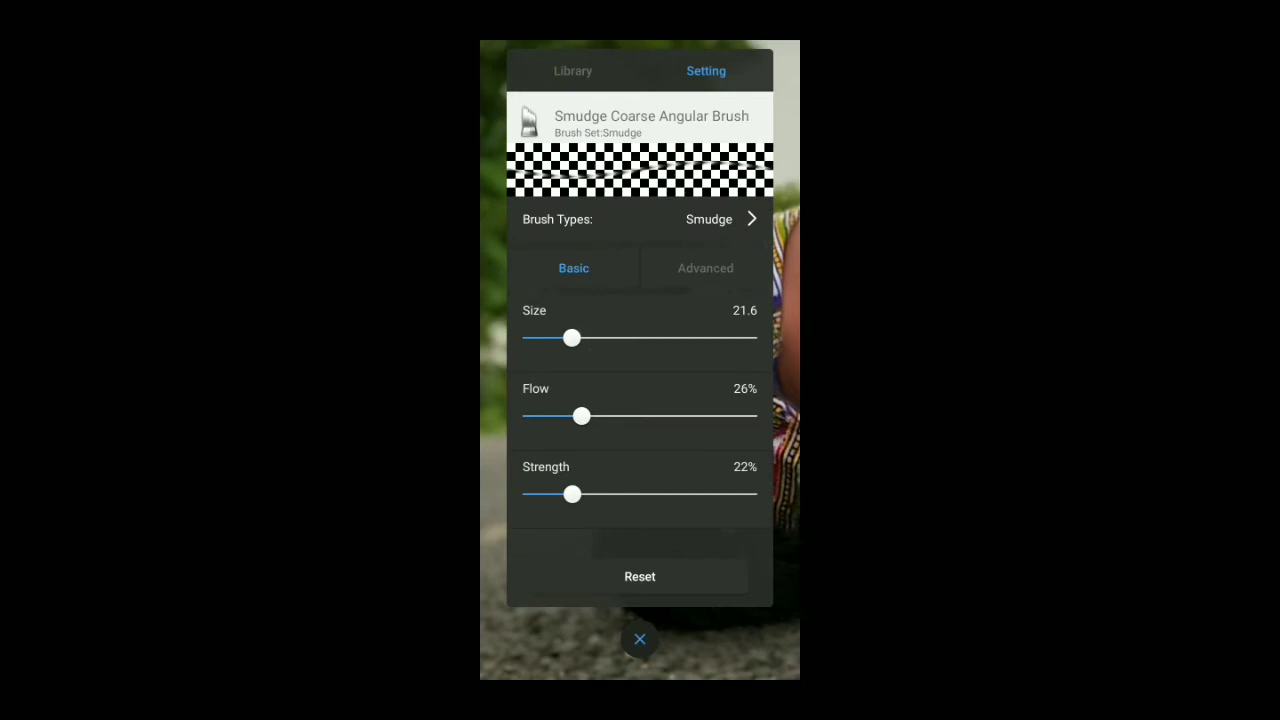 Library Setting
Smudge Coarse Angular Brush
Brush Set:Smudge
Brush Types: Smudge
Basic Advanced
Size 21.6
Flow 26%
Strength 22%
Reset